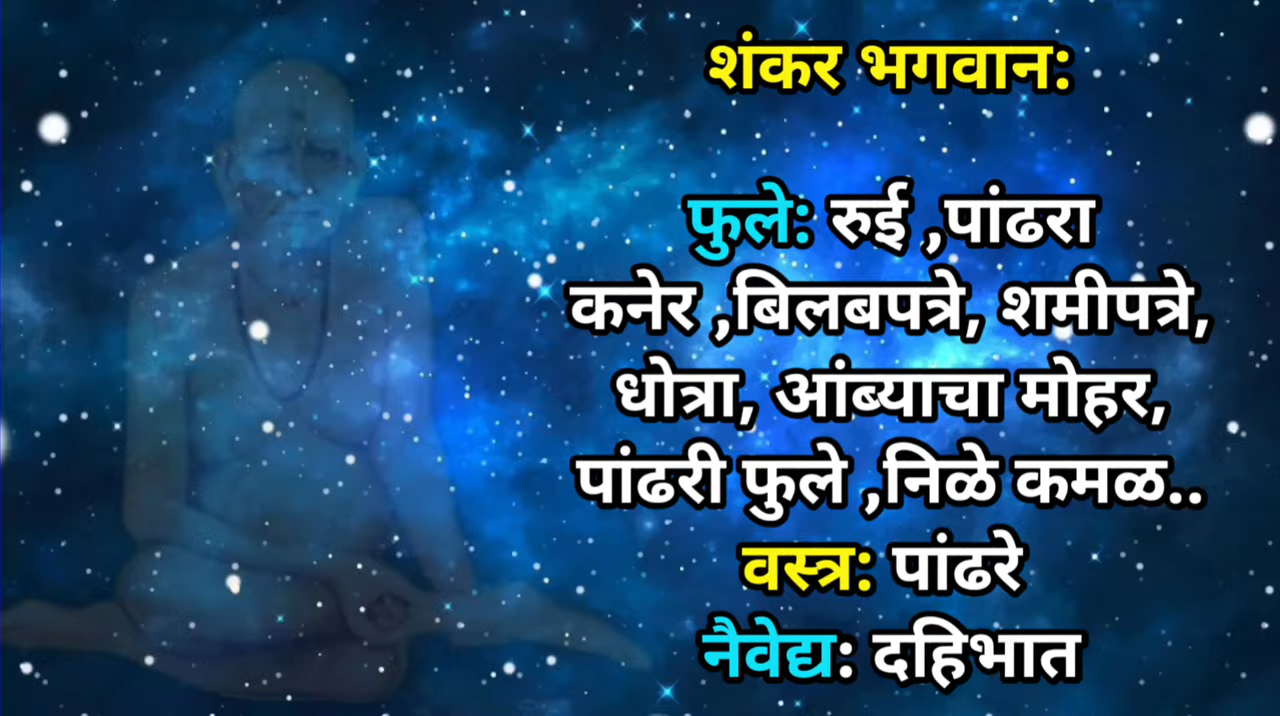 शंकर भगवान:
फुले: रुई ,पांढरा
कनेर ,बिलबपत्रे, शमीपत्रे,
धोत्रा, आंब्याचा मोहर,
पांढरी फुले ,निळे कमळ..
वस्त्र: पांढरे
नैवेद्य: दहिभात